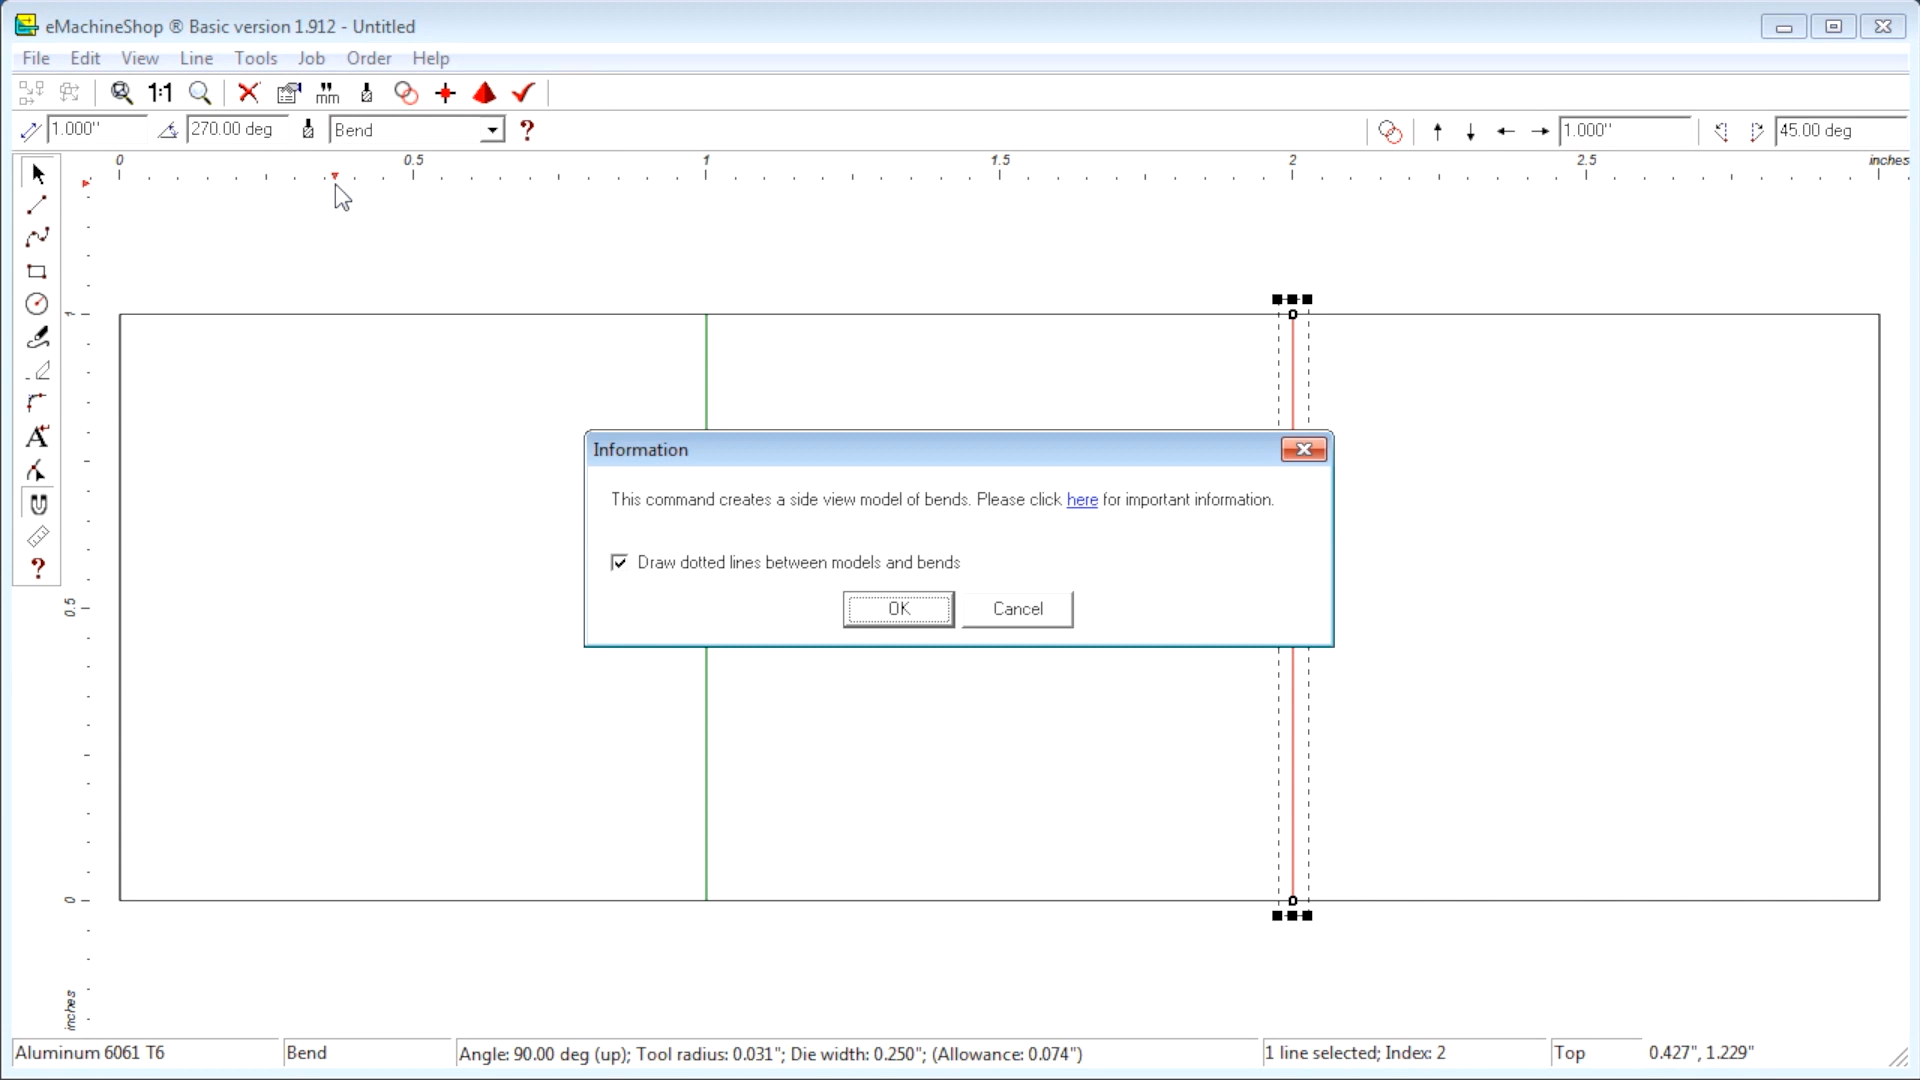 eMachineShop ® Basic version 1.912 - Untitled
File Edit View Line Tools Job Order Help
1:1 mm
1.000" 270.00 deg Bend ? 1.000" 45.00 deg
0 0.5 1 1.5 2 2.5 inches
1
Information
This command creates a side view model of bends. Please click here for important information.
Draw dotted lines between models and bends
OK Cancel
A
?
0.5
0
inches
Aluminum 6061 T6 Bend Angle: 90.00 deg (up); Tool radius: 0.031"; Die width: 0.250"; (Allowance: 0.074") 1 line selected; Index: 2 Top 0.427", 1.229"